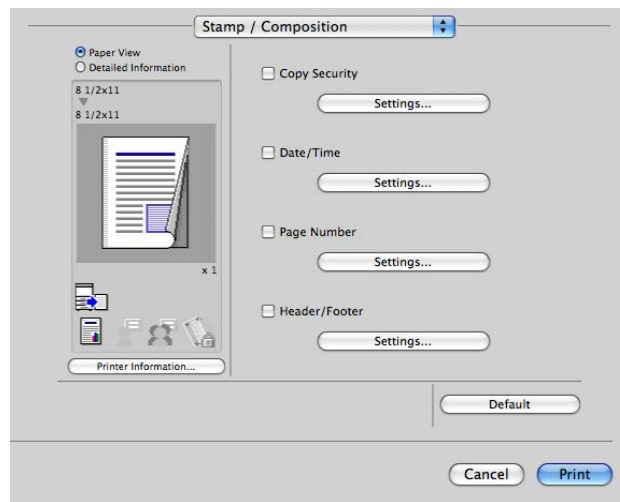 Stamp / Composition
Paper View
Detailed Information
8 1/2x11
8 1/2x11
x 1
Printer Information...
Copy Security
Settings...
Date/Time
Settings...
Page Number
Settings...
Header/Footer
Settings...
Default
Cancel
Print